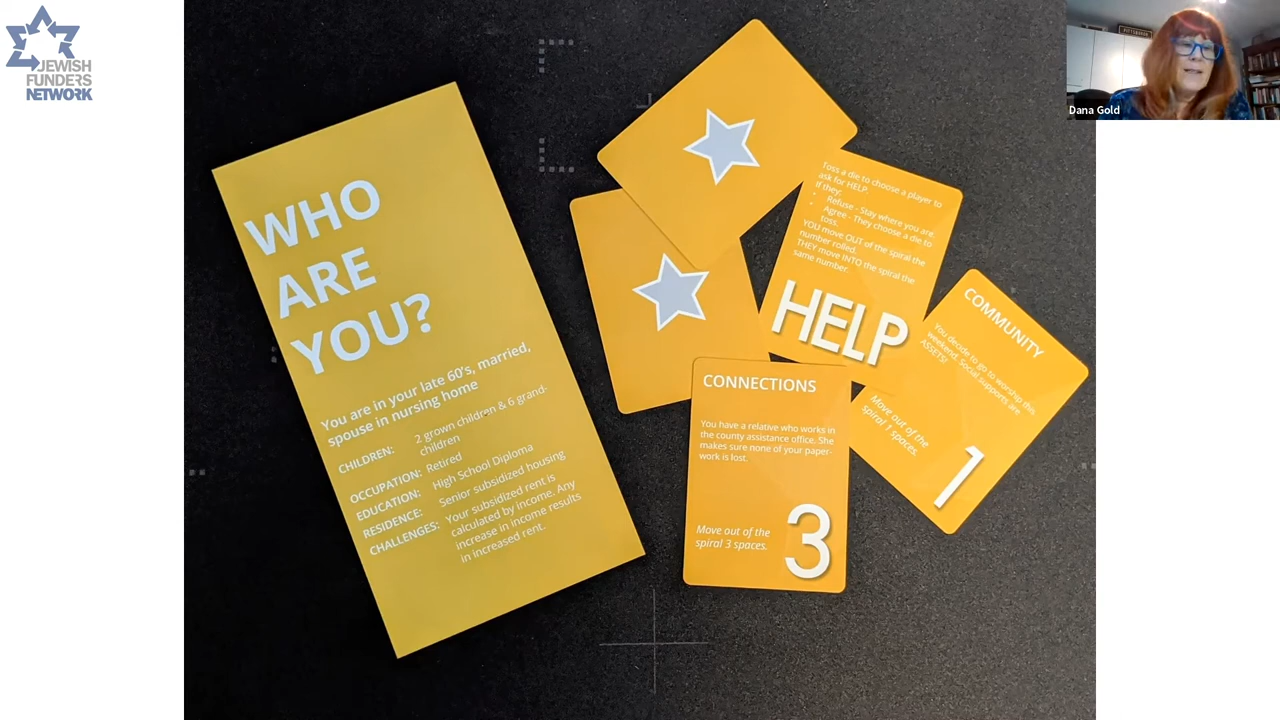 JEWISH
FUNDERS
NETWORK
WHO
ARE
YOU?
You are in your late 60's, married,
spouse in nursing home
CHILDREN: 2 grown children & 6 grand-
children
OCCUPATION: Retired
EDUCATION: High School Diploma
RESIDENCE: Senior subsidized housing
CHALLENGES: Your subsidized rent is
calculated by income. Any
increase in income results
in increased rent.
Toss a die to choose a player to
ask for HELP.
If they:
• Refuse - Stay where you are.
• Agree - They choose a die to
toss.
YOU move OUT of the spiral the
number rolled.
THEY move INTO the spiral the
same number.
HELP
COMMUNITY
You decide to go to worship this
weekend. Social supports are
ASSETS!
Move out of the
spiral 1 spaces.
1
CONNECTIONS
You have a relative who works in
the county assistance office. She
makes sure none of your paper-
work is lost.
Move out of the
spiral 3 spaces.
3
PITTSBURGH
Dana Gold